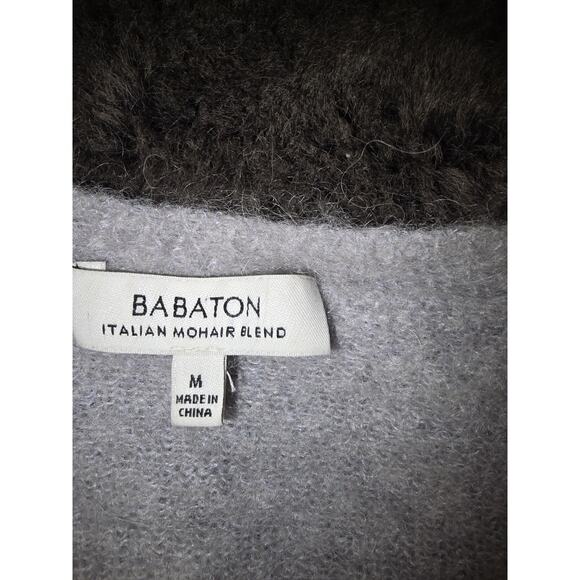 BABATON
ITALIAN MOHAIR BLEND
M
MADE IN
CHINA